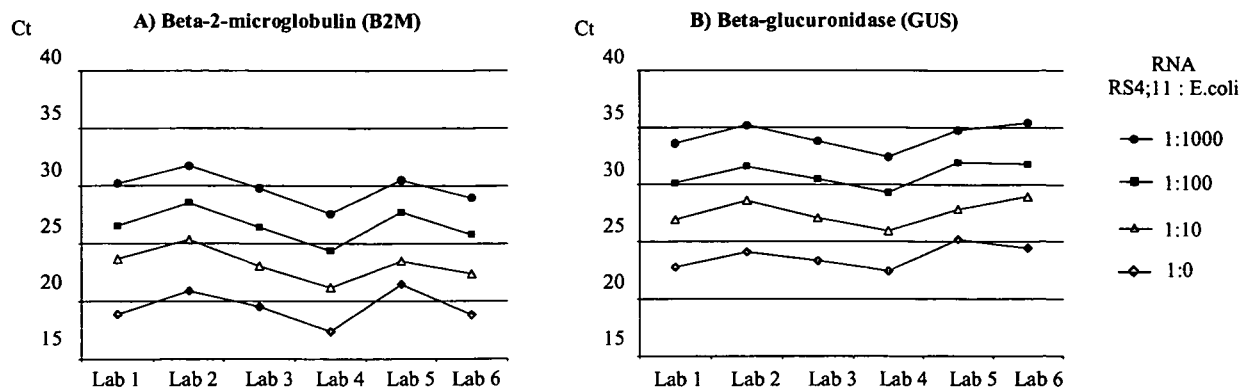 A) Beta-2-microglobulin (B2M)
Ct
40
35
30
25
20
15
Lab 1 Lab 2 Lab 3 Lab 4 Lab 5 Lab 6
B) Beta-glucuronidase (GUS)
Ct
40
35
30
25
20
15
Lab 1 Lab 2 Lab 3 Lab 4 Lab 5 Lab 6
RNA
RS4;11 : E.coli
1:1000
1:100
1:10
1:0